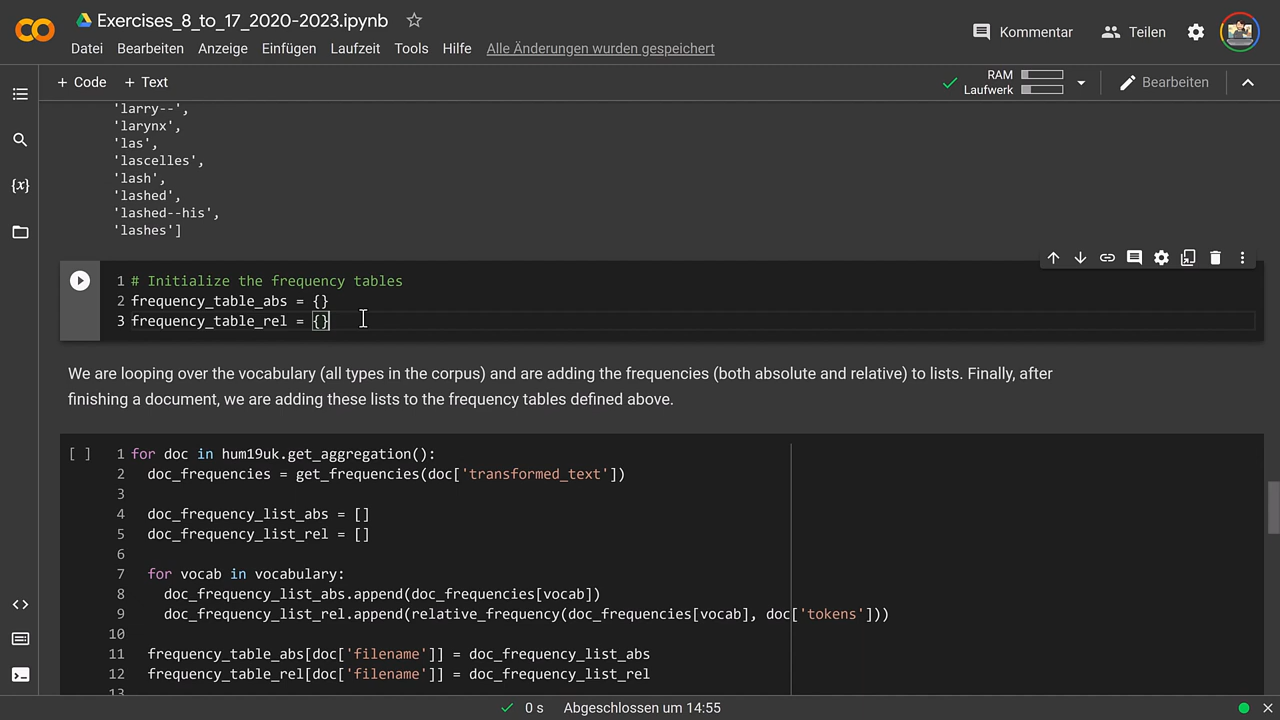 Exercises_8_to_17_2020-2023.ipynb
Datei Bearbeiten Anzeige Einfügen Laufzeit Tools Hilfe Alle Änderungen wurden gespeichert
Kommentar Teilen
+ Code + Text
RAM
Laufwerk
Bearbeiten
{x}
'larry--',
'larynx',
'las',
'lascelles',
'lash',
'lashed',
'lashed--his',
'lashes']
1 # Initialize the frequency tables
2 frequency_table_abs = {}
3 frequency_table_rel = {}
We are looping over the vocabulary (all types in the corpus) and are adding the frequencies (both absolute and relative) to lists. Finally, after
finishing a document, we are adding these lists to the frequency tables defined above.
[ ] 1 for doc in hum19uk.get_aggregation():
2 doc_frequencies = get_frequencies(doc['transformed_text'])
3
4 doc_frequency_list_abs = []
5 doc_frequency_list_rel = []
6
7 for vocab in vocabulary:
8 doc_frequency_list_abs.append(doc_frequencies[vocab])
9 doc_frequency_list_rel.append(relative_frequency(doc_frequencies[vocab], doc['tokens']))
10
11 frequency_table_abs[doc['filename']] = doc_frequency_list_abs
12 frequency_table_rel[doc['filename']] = doc_frequency_list_rel
13
0 s Abgeschlossen um 14:55